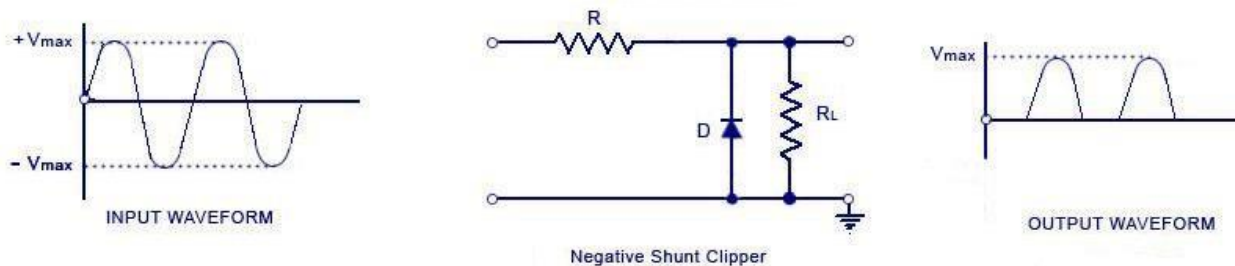 +Vmax
- Vmax
INPUT WAVEFORM
R
D
RL
Negative Shunt Clipper
Vmax
OUTPUT WAVEFORM